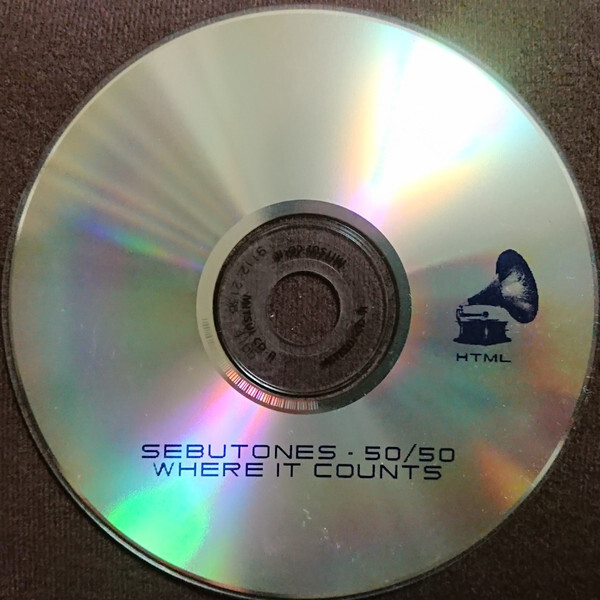 HTML
SEBUTONES - 50/50
WHERE IT COUNTS